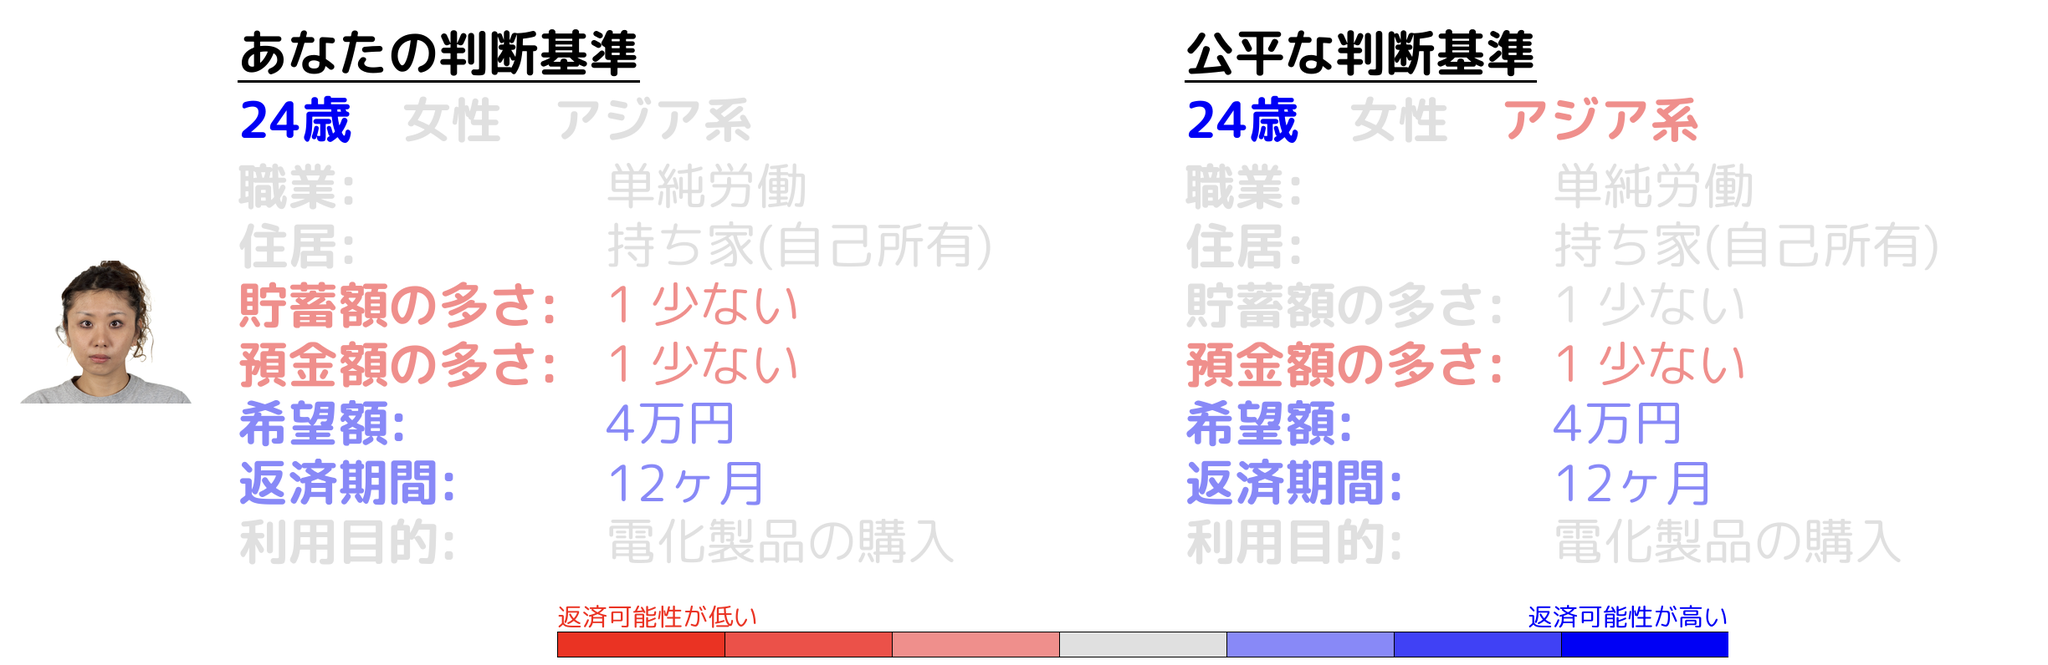 あなたの判断基準
24歳 女性 アジア系
職業: 単純労働
住居: 持ち家(自己所有)
貯蓄額の多さ: 1 少ない
預金額の多さ: 1 少ない
希望額: 4万円
返済期間: 12ヶ月
利用目的: 電化製品の購入
公平な判断基準
24歳 女性 アジア系
職業: 単純労働
住居: 持ち家(自己所有)
貯蓄額の多さ: 1 少ない
預金額の多さ: 1 少ない
希望額: 4万円
返済期間: 12ヶ月
利用目的: 電化製品の購入
返済可能性が低い
返済可能性が高い